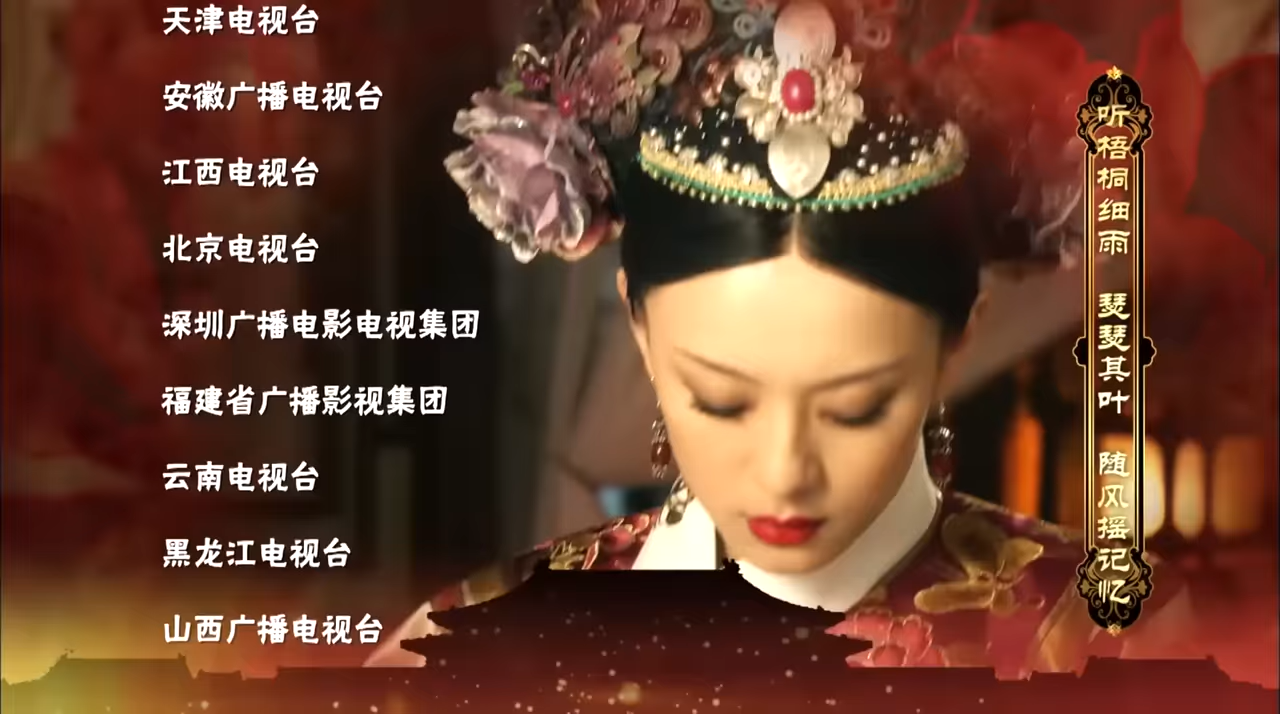 天津电视台
安徽广播电视台
江西电视台
北京电视台
深圳广播电影电视集团
福建省广播影视集团
云南电视台
黑龙江电视台
山西广播电视台
听梧桐细雨 瑟瑟其叶 随风摇记忆